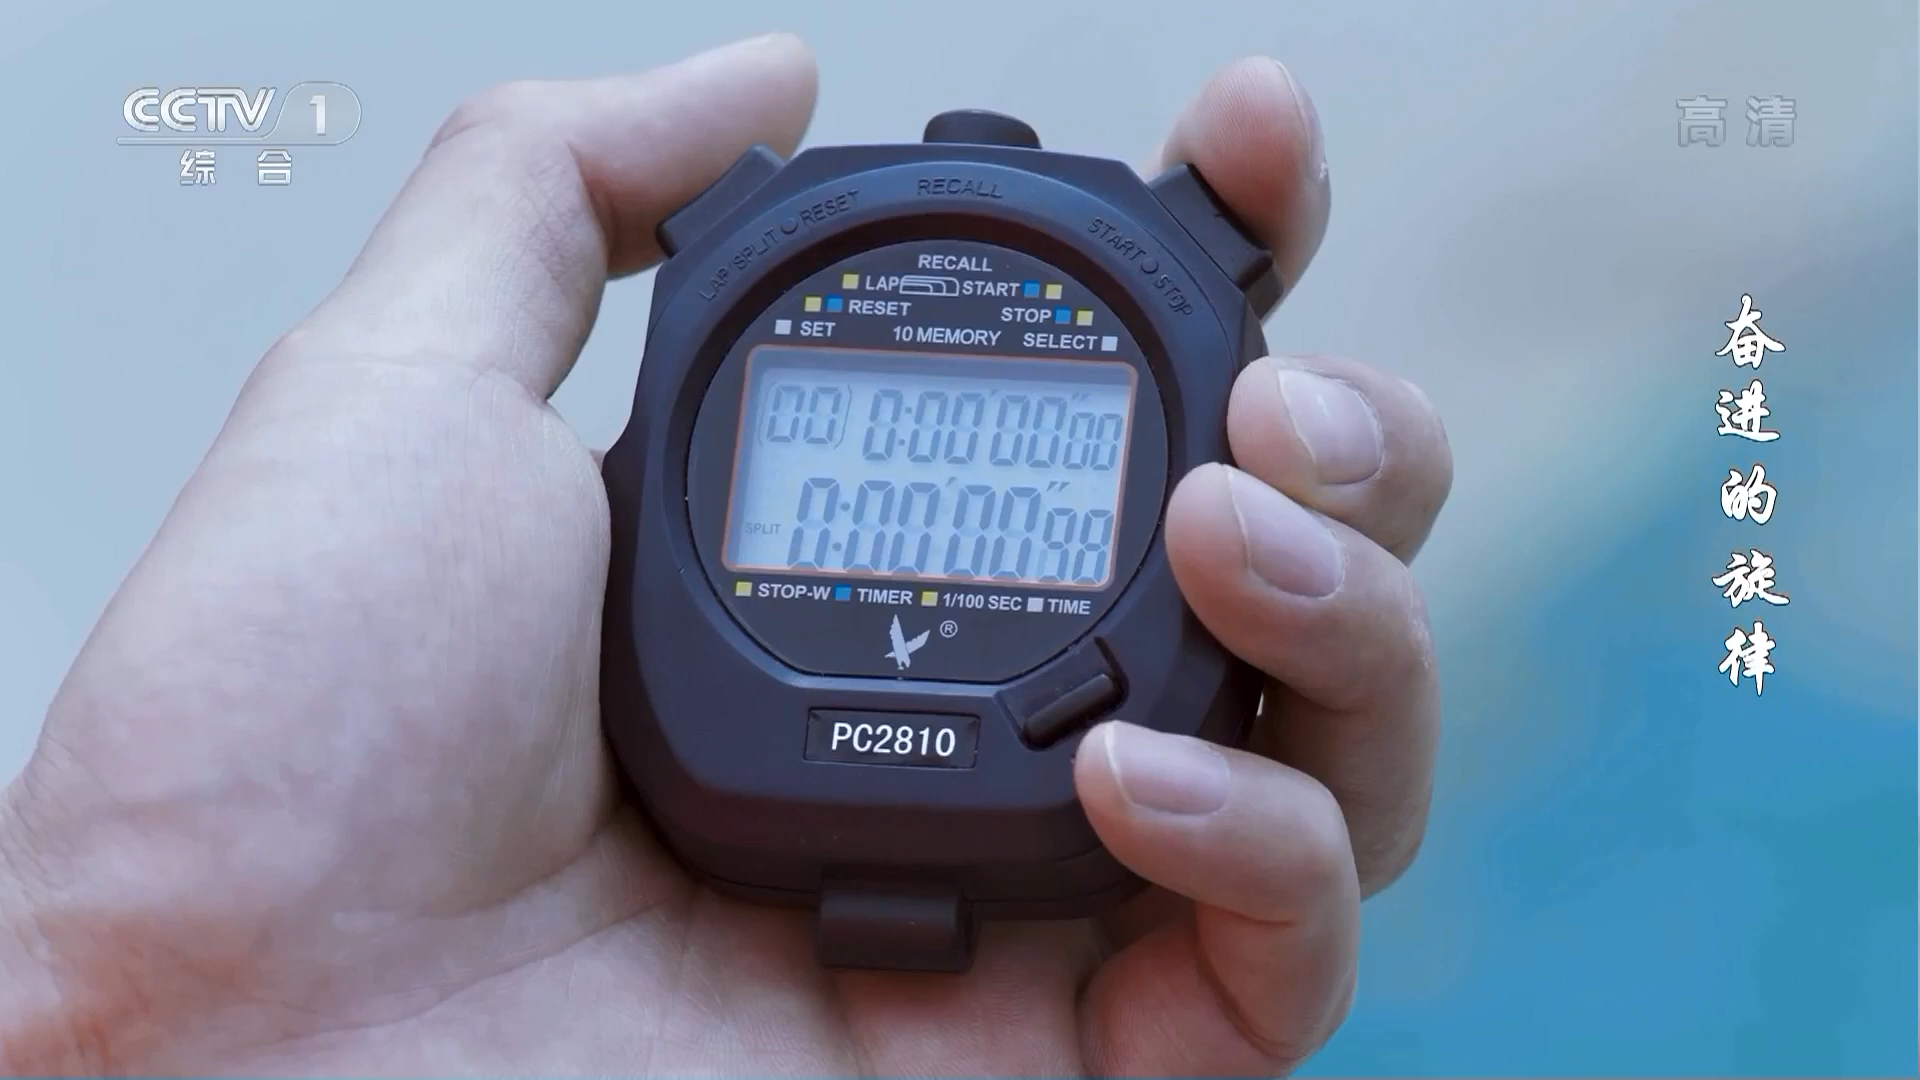 CCTV 1
综合
高清
奋进的旋律
RECALL
LAP/SPLIT RESET
START STOP
RECALL
LAP START
RESET STOP
SET 10 MEMORY SELECT
00 0:00'00"00
SPLIT 0:00'00"98
STOP-W TIMER 1/100 SEC TIME
®
PC2810